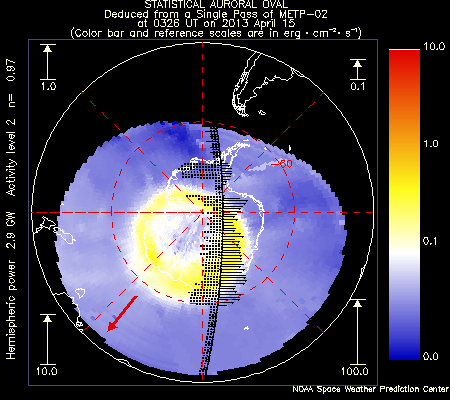 STATISTICAL AURORAL OVAL
Deduced from a Single Pass of METP-02
at 0326 UT on 2013 April 15
(Color bar and reference scales are in erg · cm⁻² · s⁻¹)
Hemispheric power 2.9 GW Activity level 2 n= 0.97
1.0
0.1
10.0
1.0
0.1
0.0
-60
10.0
100.0
NOAA Space Weather Prediction Center